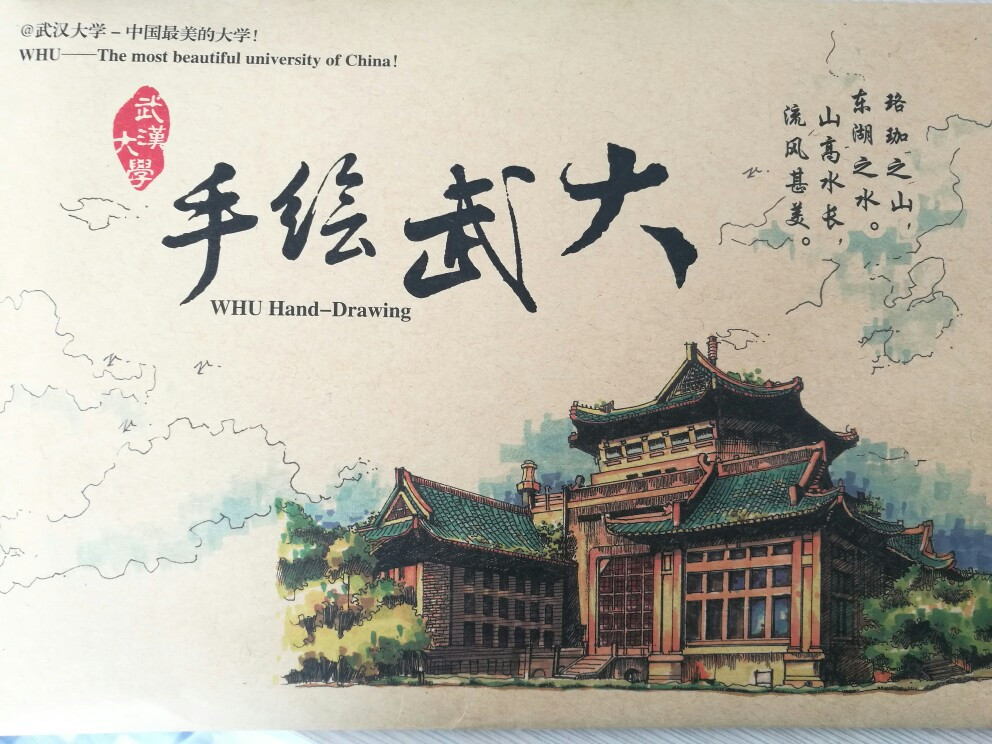 @武汉大学-中国最美的大学!
WHU——The most beautiful university of China!
武漢
大學
手绘武大
WHU Hand-Drawing
珞珈之山,
东湖之水。
山高水长,
流风甚美。